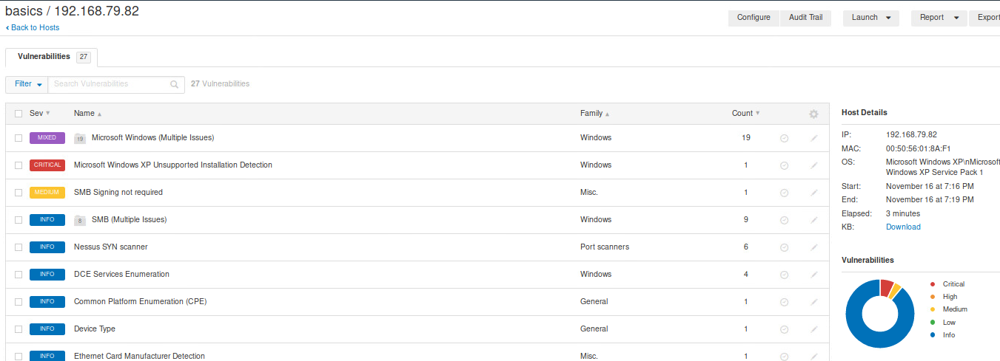 basics / 192.168.79.82
‹ Back to Hosts
Configure Audit Trail Launch Report Export
Vulnerabilities 27
Filter Search Vulnerabilities 27 Vulnerabilities
Sev Name Family Count
MIXED 19 Microsoft Windows (Multiple Issues) Windows 19
CRITICAL Microsoft Windows XP Unsupported Installation Detection Windows 1
MEDIUM SMB Signing not required Misc. 1
INFO 8 SMB (Multiple Issues) Windows 9
INFO Nessus SYN scanner Port scanners 6
INFO DCE Services Enumeration Windows 4
INFO Common Platform Enumeration (CPE) General 1
INFO Device Type General 1
INFO Ethernet Card Manufacturer Detection Misc. 1
Host Details
IP: 192.168.79.82
MAC: 00:50:56:01:8A:F1
OS: Microsoft Windows XP\nMicrosoft
Windows XP Service Pack 1
Start: November 16 at 7:16 PM
End: November 16 at 7:19 PM
Elapsed: 3 minutes
KB: Download
Vulnerabilities
Critical
High
Medium
Low
Info